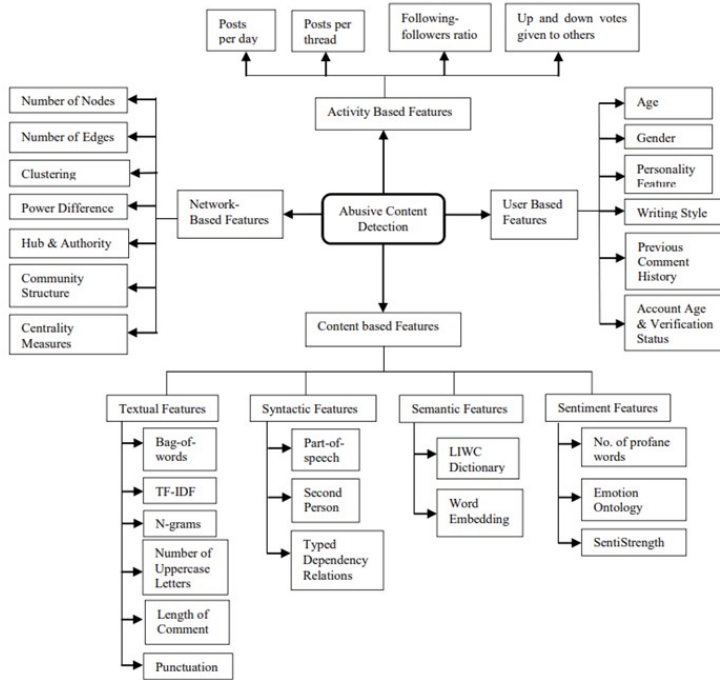 Posts
per day
Posts per
thread
Following-
followers ratio
Up and down votes
given to others
Activity Based Features
Number of Nodes
Number of Edges
Clustering
Power Difference
Hub & Authority
Community
Structure
Centrality
Measures
Network-
Based Features
Abusive Content
Detection
User Based
Features
Age
Gender
Personality
Feature
Writing Style
Previous
Comment
History
Account Age
& Verification
Status
Content based Features
Textual Features
Syntactic Features
Semantic Features
Sentiment Features
Bag-of-
words
TF-IDF
N-grams
Number of
Uppercase
Letters
Length of
Comment
Punctuation
Part-of-
speech
Second
Person
Typed
Dependency
Relations
LIWC
Dictionary
Word
Embedding
No. of profane
words
Emotion
Ontology
SentiStrength